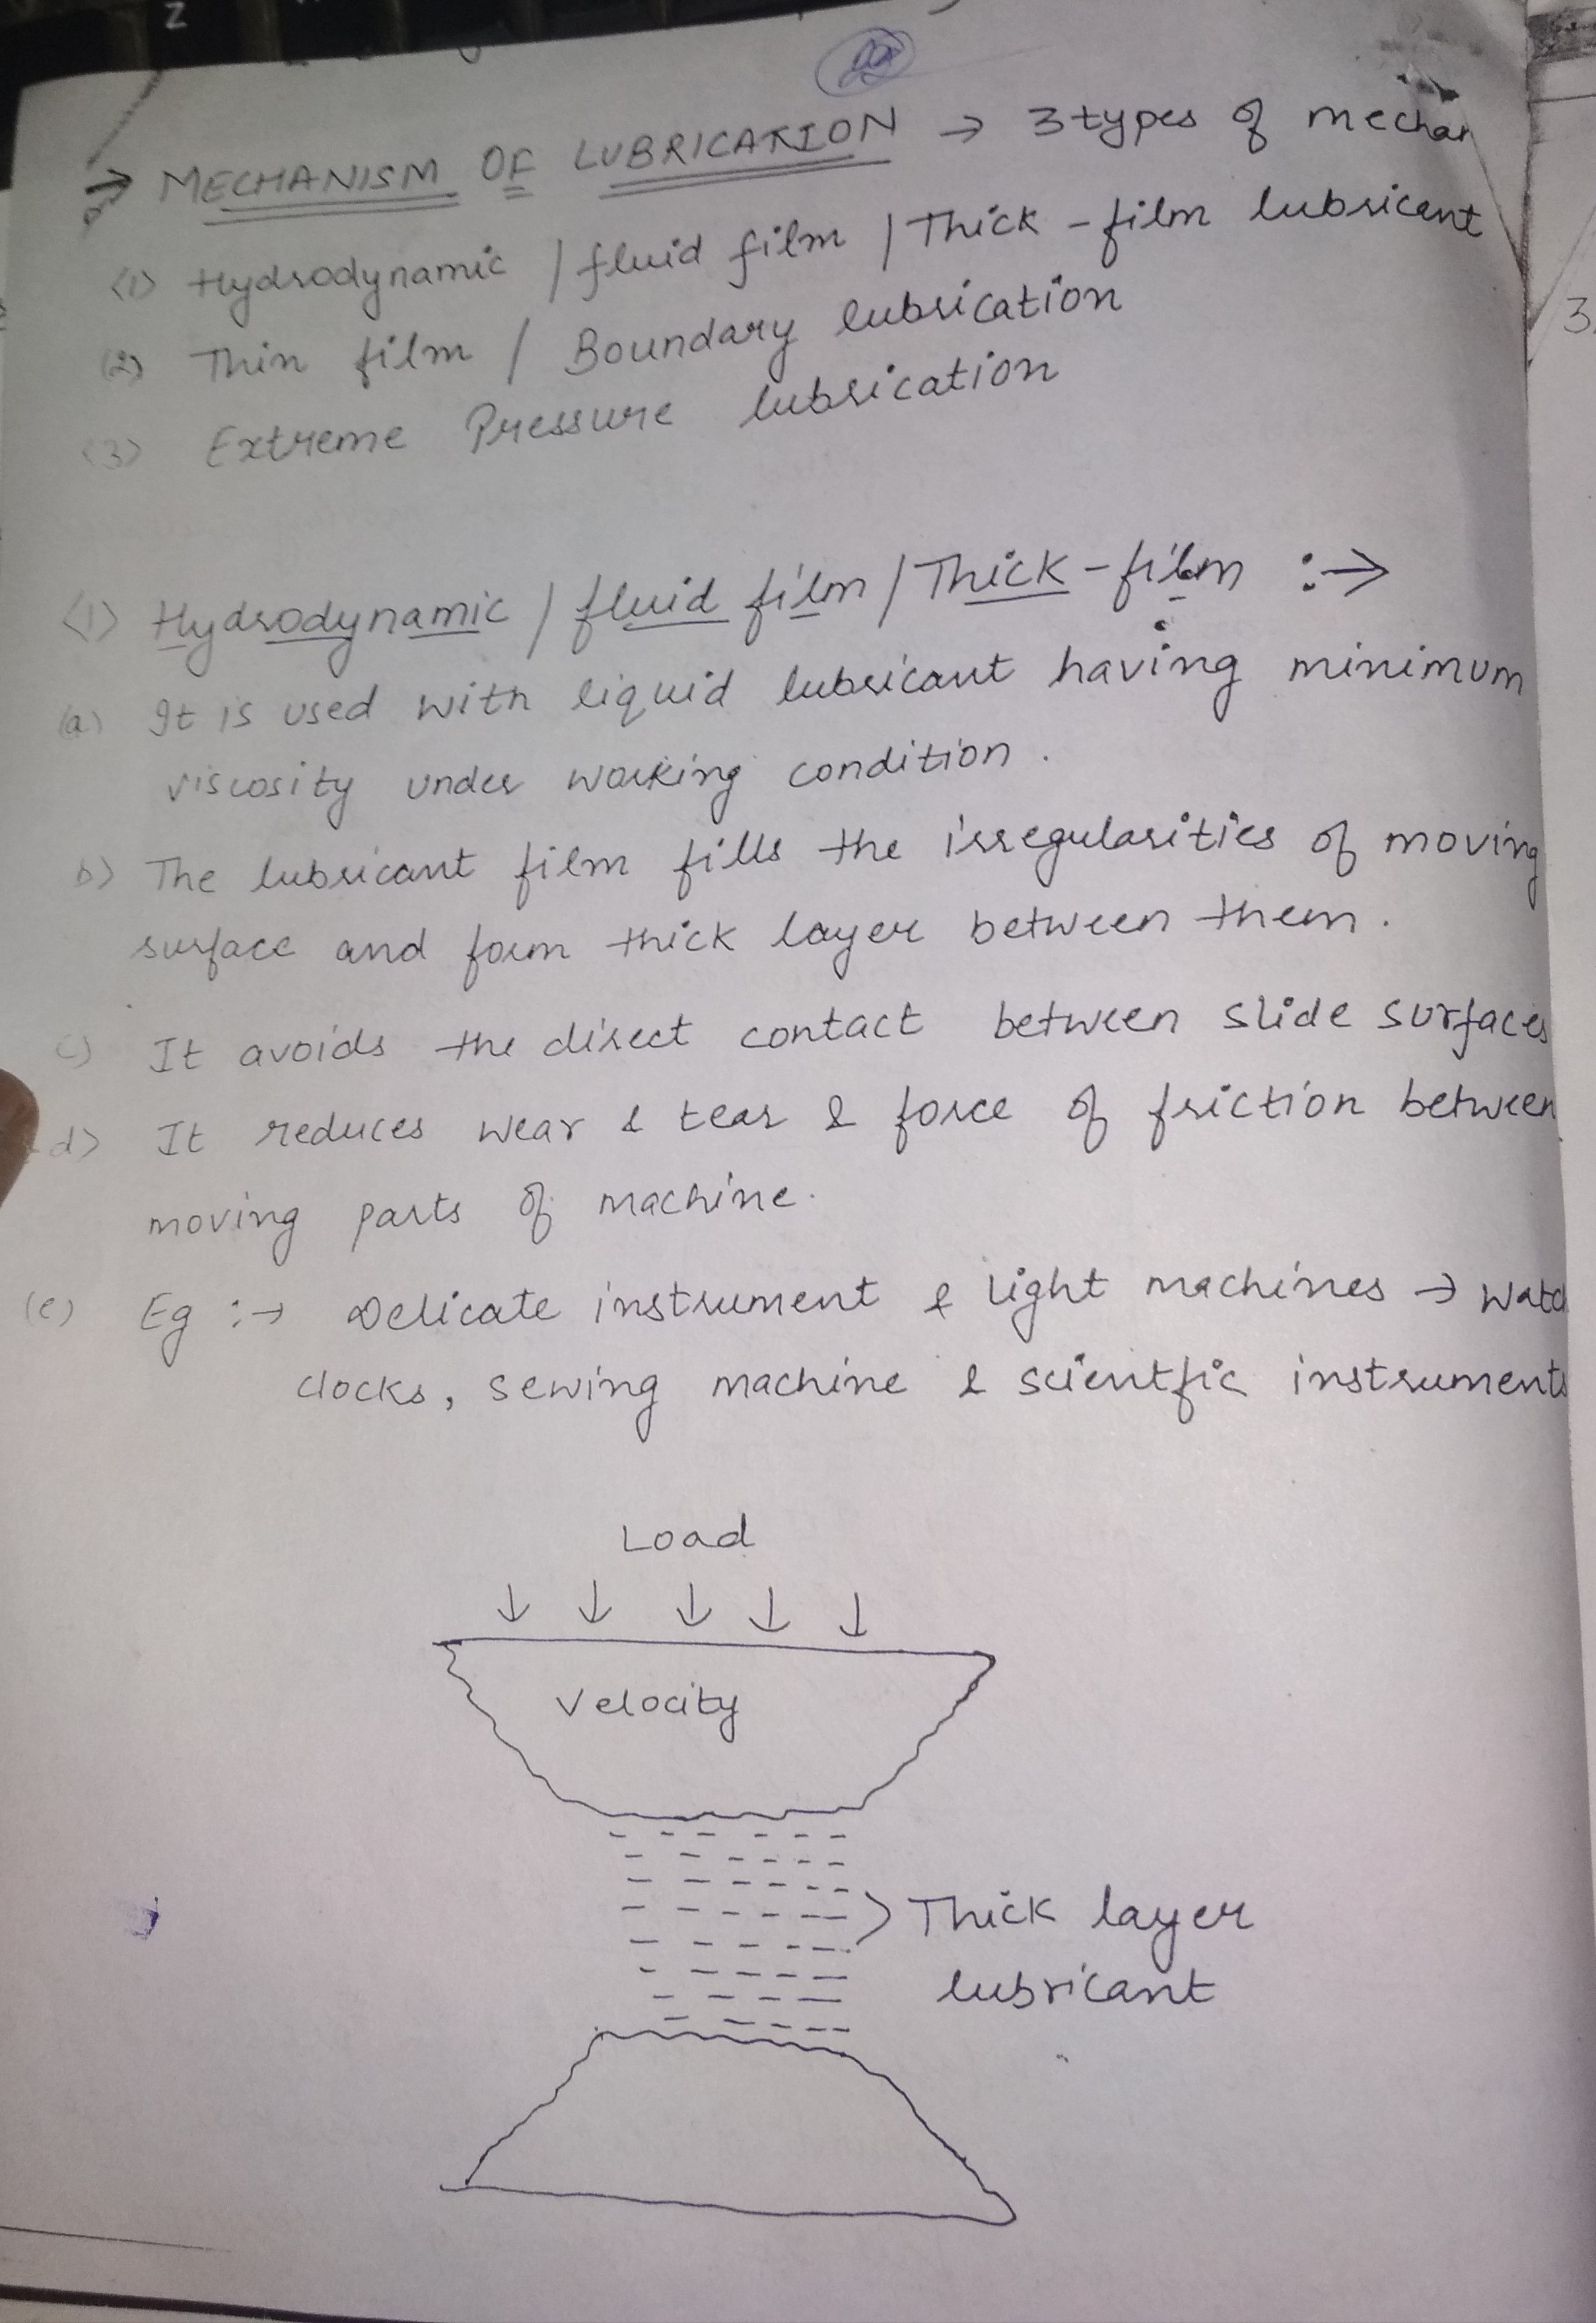 ⇒ MECHANISM OF LUBRICATION → 3 types of mechan
(1) Hydrodynamic / fluid film / Thick - film lubricant
(2) Thin film / Boundary lubrication
(3) Extreme Pressure lubrication
(1) Hydrodynamic / fluid film / Thick - film :→
(a) It is used with liquid lubricant having minimum
viscosity under working condition.
b) The lubricant film fills the irregularities of moving
surface and form thick layer between them.
c) It avoids the direct contact between slide surfaces
d) It reduces wear & tear & force of friction between
moving parts of machine.
(e) Eg :→ Delicate instrument & light machines → watc
clocks, sewing machine & scientfic instruments
Load
Velocity
Thick layer
lubricant
3.
Z